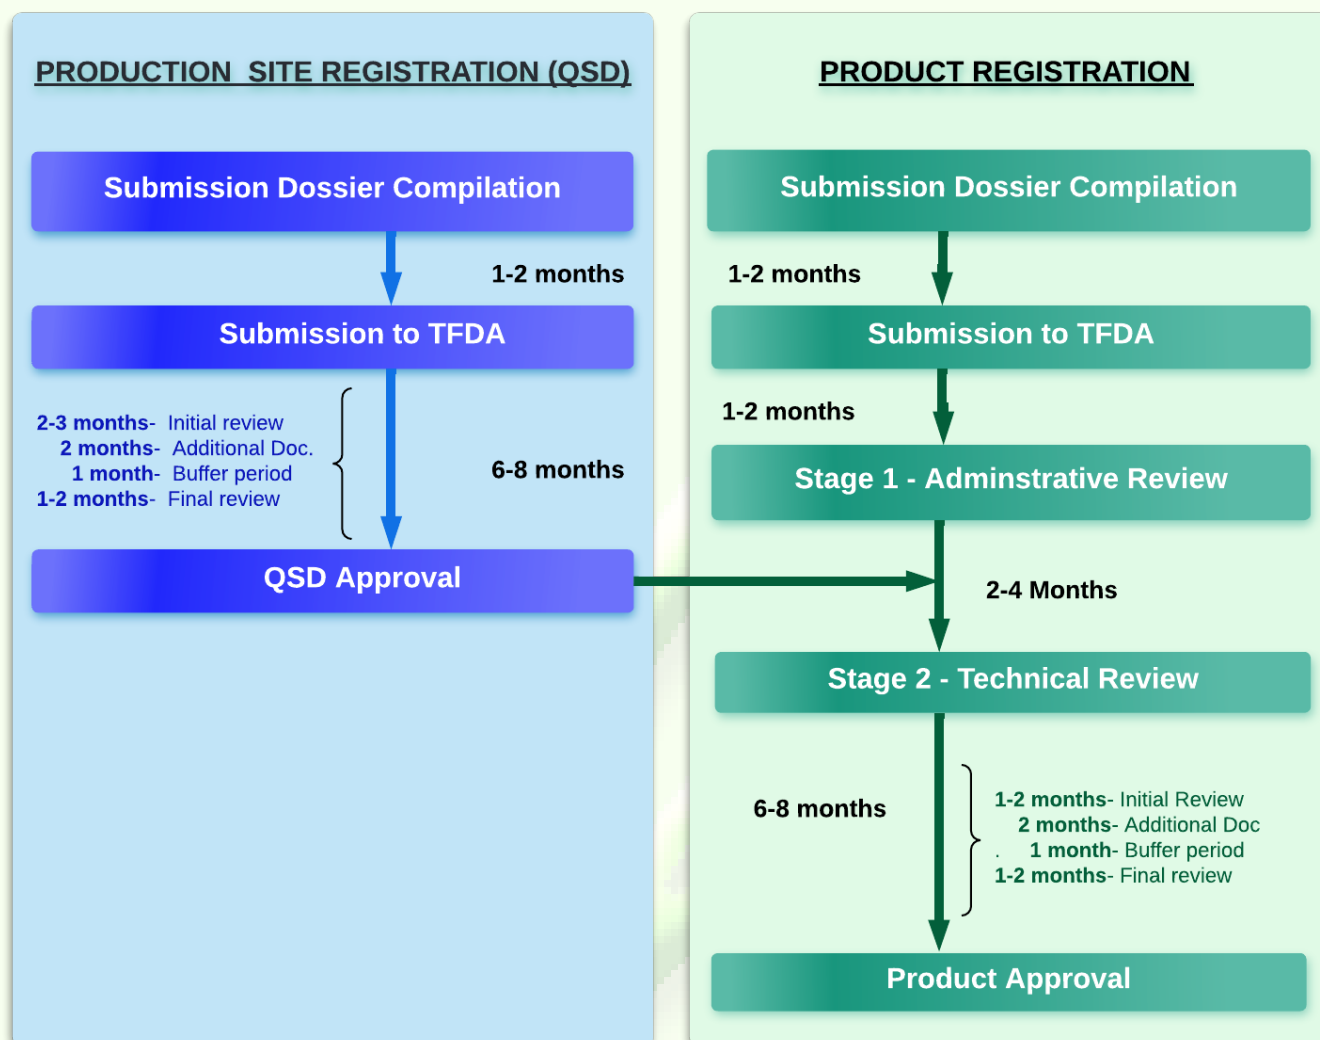 PRODUCTION  SITE REGISTRATION (QSD)
Submission Dossier Compilation
1-2 months
Submission to TFDA
2-3 months-  Initial review
2 months-  Additional Doc.
1 month-  Buffer period
1-2 months-  Final review
6-8 months
QSD Approval
PRODUCT REGISTRATION
Submission Dossier Compilation
1-2 months
Submission to TFDA
1-2 months
Stage 1 - Adminstrative Review
2-4 Months
Stage 2 - Technical Review
6-8 months
1-2 months- Initial Review
2 months- Additional Doc
.     1 month- Buffer period
1-2 months- Final review
Product Approval